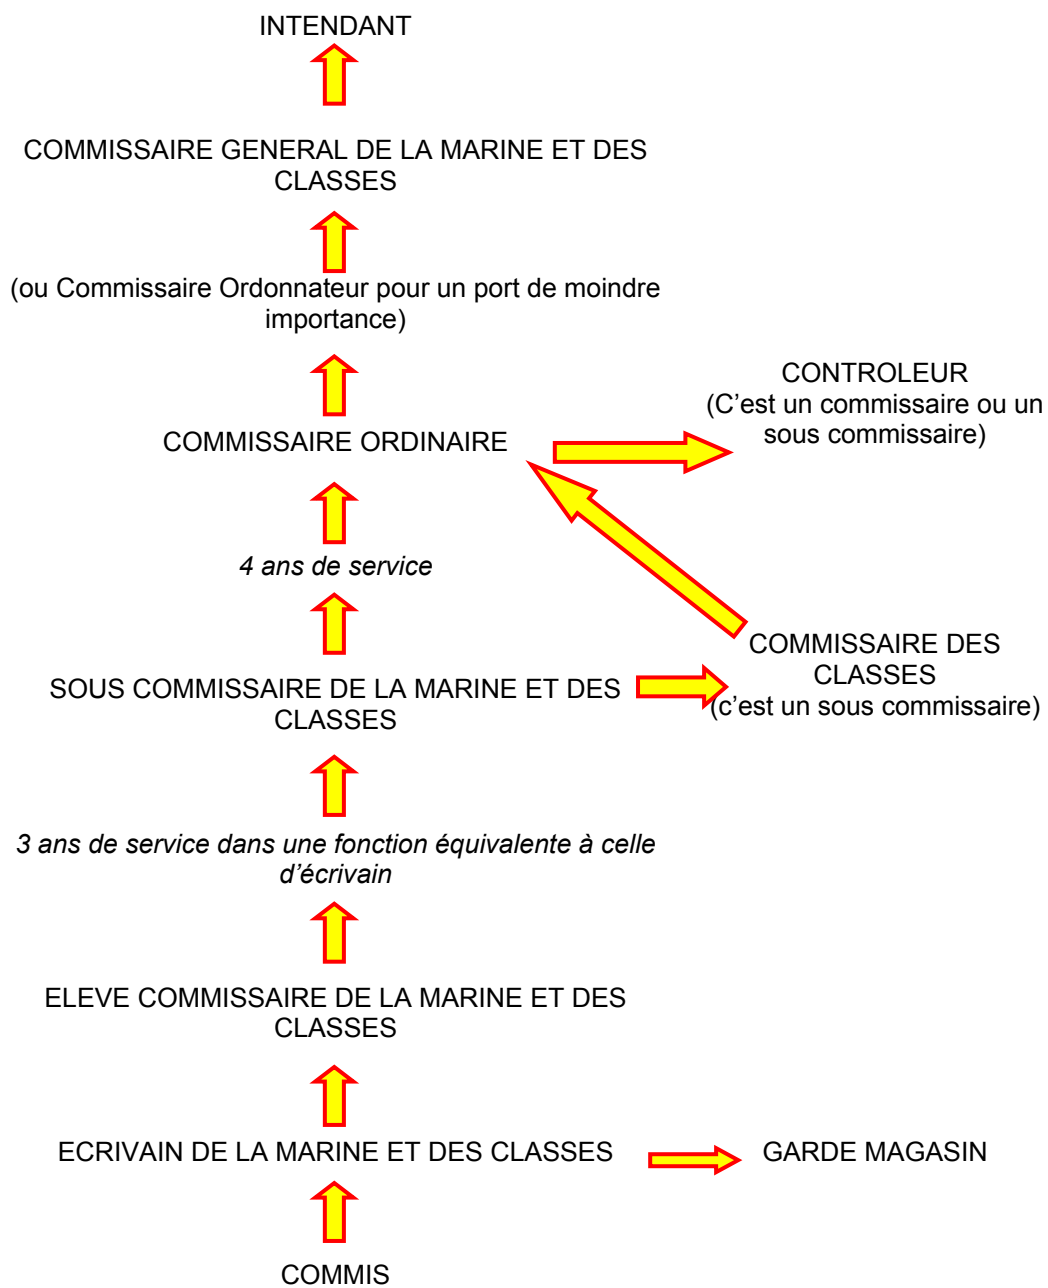 INTENDANT
COMMISSAIRE GENERAL DE LA MARINE ET DES
CLASSES
(ou Commissaire Ordonnateur pour un port de moindre
importance)
CONTROLEUR
(C’est un commissaire ou un
sous commissaire)
COMMISSAIRE ORDINAIRE
4 ans de service
COMMISSAIRE DES
CLASSES
(c’est un sous commissaire)
SOUS COMMISSAIRE DE LA MARINE ET DES
CLASSES
3 ans de service dans une fonction équivalente à celle
d’écrivain
ELEVE COMMISSAIRE DE LA MARINE ET DES
CLASSES
ECRIVAIN DE LA MARINE ET DES CLASSES
GARDE MAGASIN
COMMIS